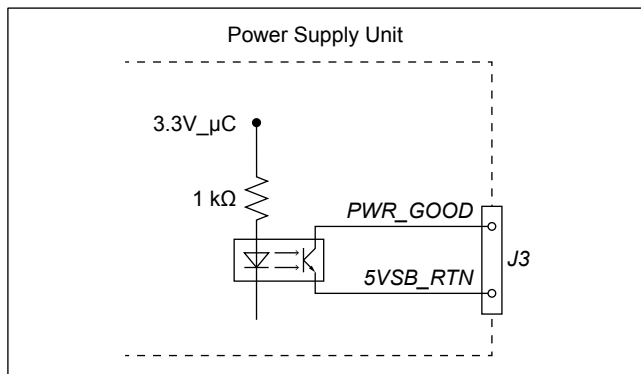 Power Supply Unit
3.3V_µC
1 kΩ
PWR_GOOD
J3
5VSB_RTN